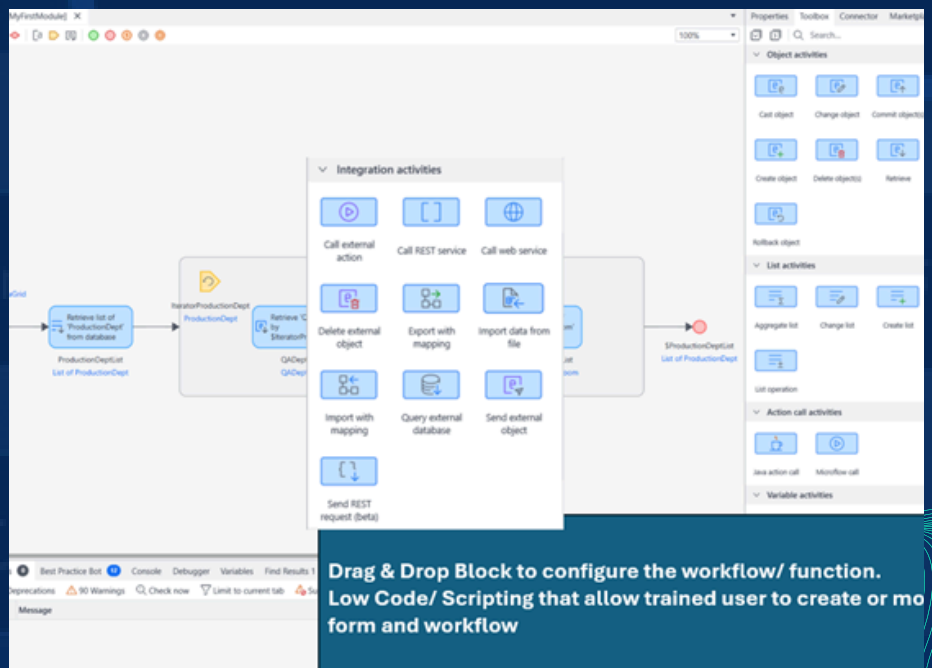 MyFirstModule]
Properties Toolbox Connector
100%
Search...
Object activities
Cast object Change object Commit object(s)
Create object Delete object(s) Retrieve
Rollback object
List activities
Aggregate list Change list Create list
List operation
Action call activities
Java action call Microflow call
Variable activities
Integration activities
Call external action
Call REST service
Call web service
Delete external object
Export with mapping
Import data from file
Import with mapping
Query external database
Send external object
Send REST request (beta)
Retrieve list of
'ProductionDept'
from database
ProductionDeptList
List of ProductionDept
IteratorProductionDept
ProductionDept
Retrieve
by
$ProductionDeptList
List of ProductionDept
Best Practice Bot Console Debugger Variables Find Results 1
90 Warnings Check now Limit to current tab
Message
Drag & Drop Block to configure the workflow/ function.
Low Code/ Scripting that allow trained user to create or mo
form and workflow